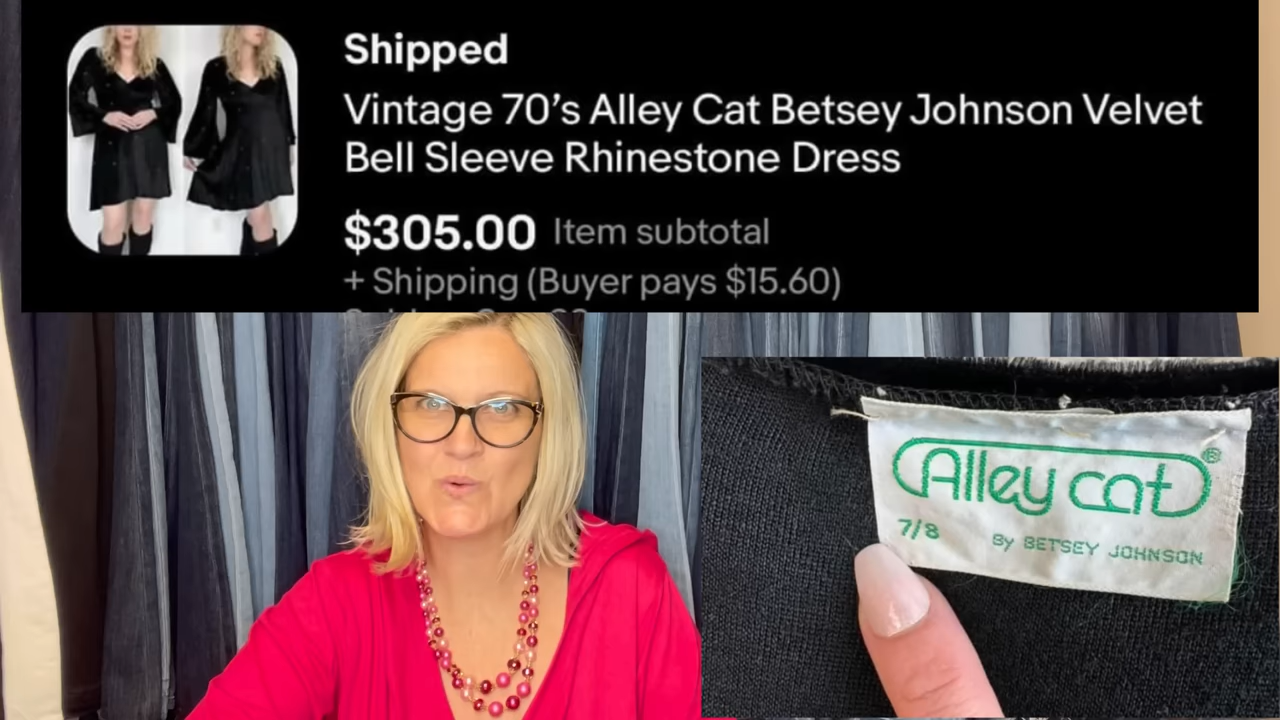 Shipped
Vintage 70's Alley Cat Betsey Johnson Velvet
Bell Sleeve Rhinestone Dress
$305.00 Item subtotal
+ Shipping (Buyer pays $15.60)
Alley cat®
7/8 By BETSEY JOHNSON